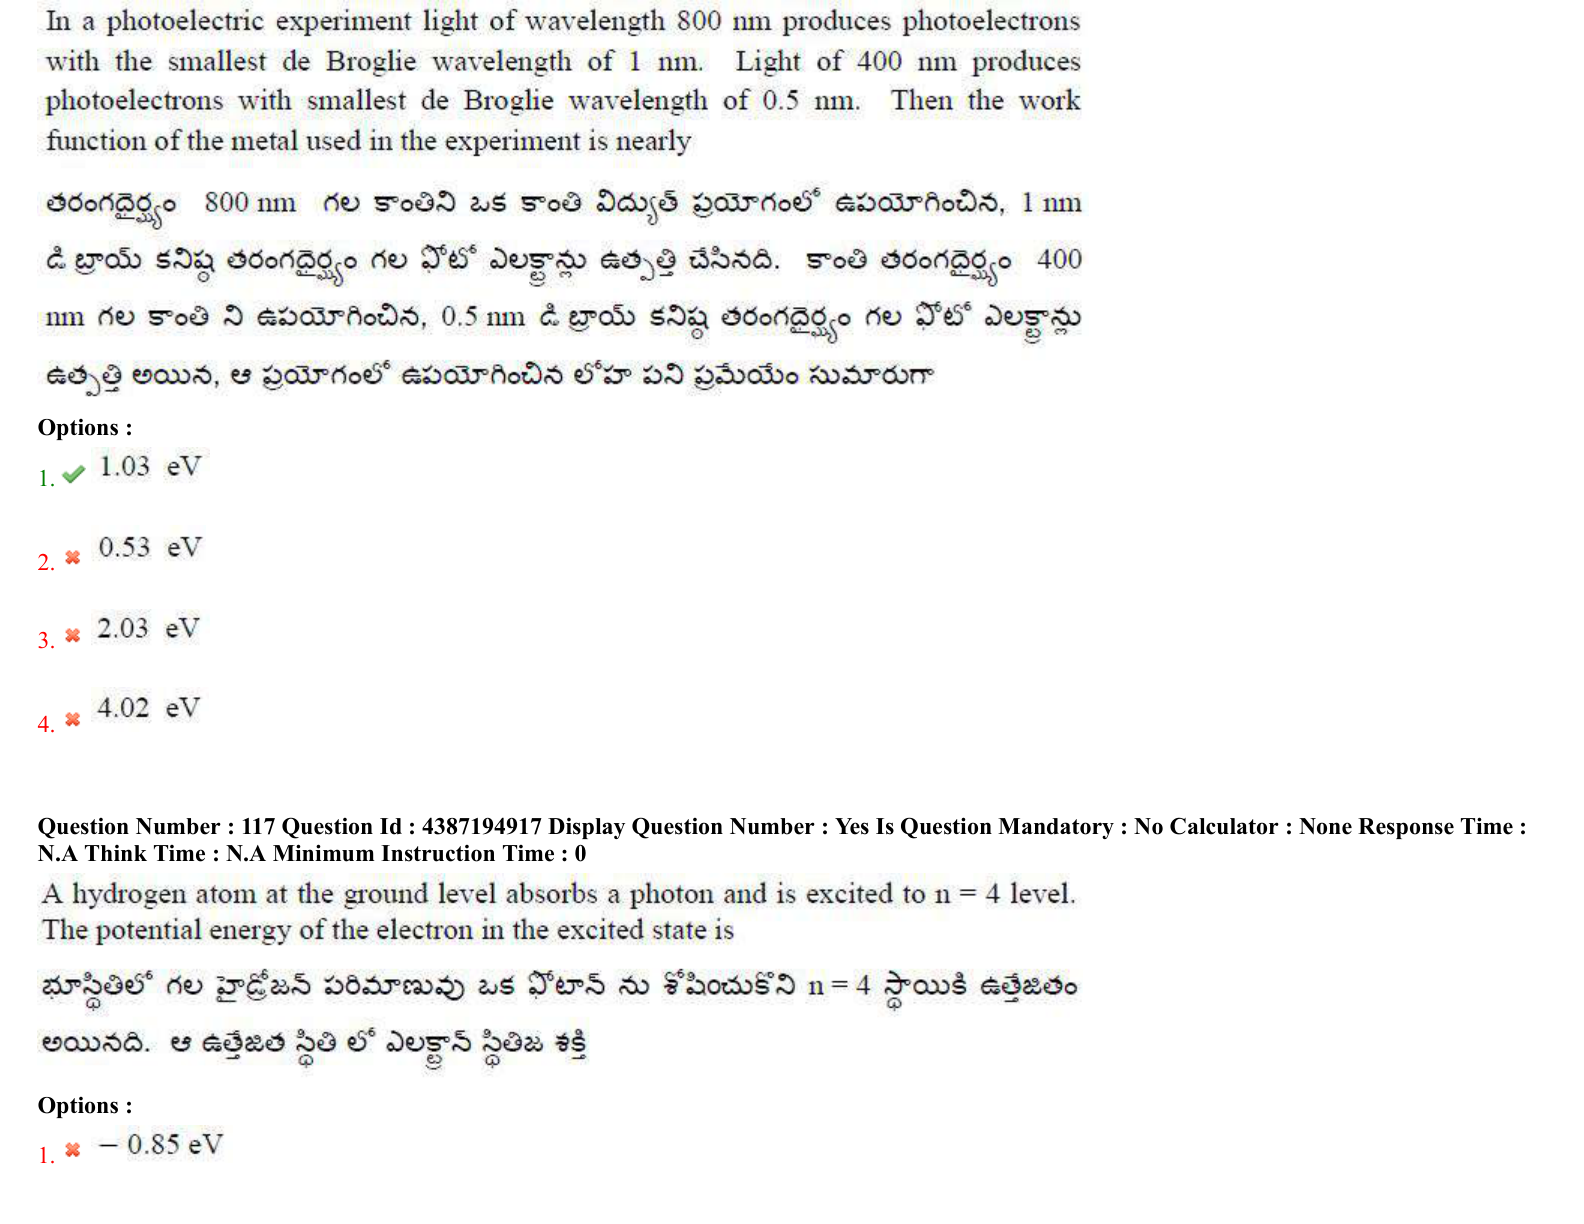 In a photoelectric experiment light of wavelength 800 nm produces photoelectrons
with the smallest de Broglie wavelength of 1 nm. Light of 400 nm produces
photoelectrons with smallest de Broglie wavelength of 0.5 nm. Then the work
function of the metal used in the experiment is nearly
తరంగదైర్ఘ్యం 800 nm గల కాంతిని ఒక కాంతి విద్యుత్ ప్రయోగంలో ఉపయోగించిన, 1 nm
డి బ్రాయ్ కనిష్ఠ తరంగదైర్ఘ్యం గల ఫోటో ఎలక్ట్రాన్లు ఉత్పత్తి చేసినది. కాంతి తరంగదైర్ఘ్యం 400
nm గల కాంతి ని ఉపయోగించిన, 0.5 nm డి బ్రాయ్ కనిష్ఠ తరంగదైర్ఘ్యం గల ఫోటో ఎలక్ట్రాన్లు
ఉత్పత్తి అయిన, ఆ ప్రయోగంలో ఉపయోగించిన లోహ పని ప్రమేయేం సుమారుగా
Options :
1. 1.03 eV
2. 0.53 eV
3. 2.03 eV
4. 4.02 eV
Question Number : 117 Question Id : 4387194917 Display Question Number : Yes Is Question Mandatory : No Calculator : None Response Time :
N.A Think Time : N.A Minimum Instruction Time : 0
A hydrogen atom at the ground level absorbs a photon and is excited to n = 4 level.
The potential energy of the electron in the excited state is
భూస్థితిలో గల హైడ్రోజన్ పరిమాణువు ఒక ఫోటాన్ ను శోషించుకొని n = 4 స్థాయికి ఉత్తేజితం
అయినది. ఆ ఉత్తేజిత స్థితి లో ఎలక్ట్రాన్ స్థితిజ శక్తి
Options :
1. – 0.85 eV